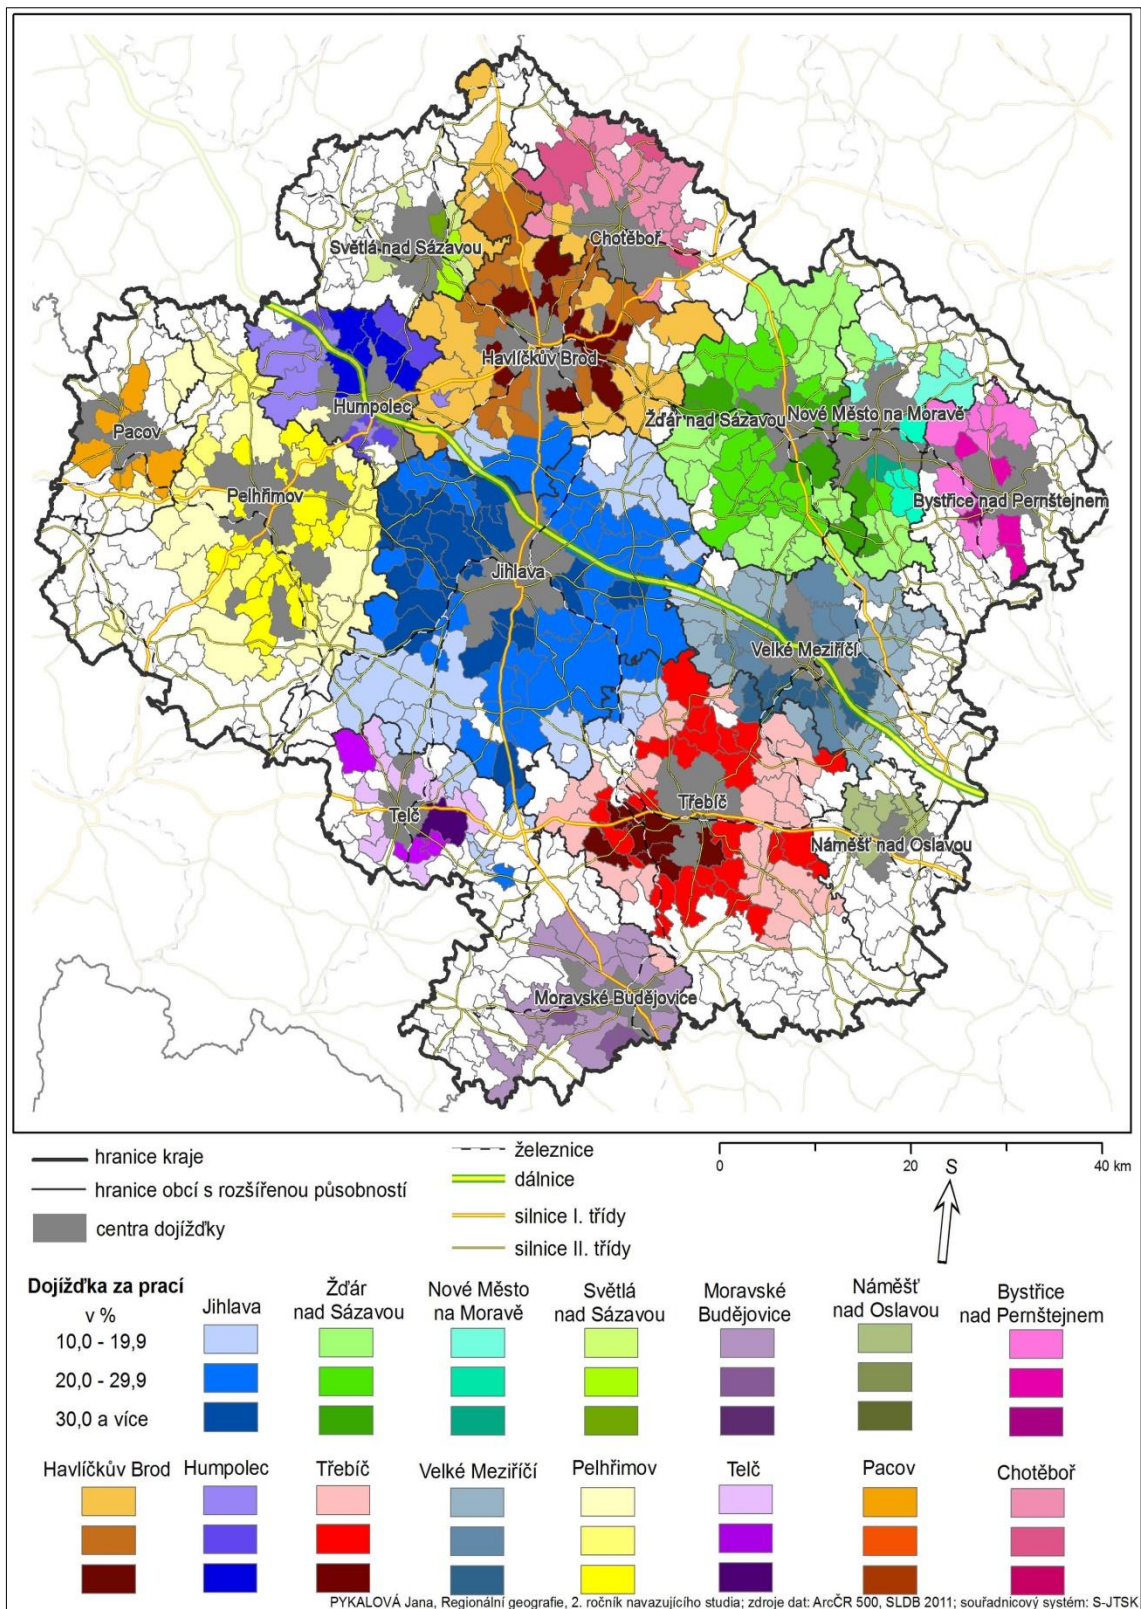 Světlá nad Sázavou
Chotěboř
Havlíčkův Brod
Humpolec
Pacov
Žďár nad Sázavou
Nové Město na Moravě
Pelhřimov
Bystřice nad Pernštejnem
Jihlava
Velké Meziříčí
Telč
Třebíč
Náměšť nad Oslavou
Moravské Budějovice
hranice kraje
hranice obcí s rozšířenou působností
centra dojížďky
železnice
dálnice
silnice I. třídy
silnice II. třídy
0 20 40 km
S
Dojížďka za prací
v %
10,0 - 19,9
20,0 - 29,9
30,0 a více
Jihlava
Žďár
nad Sázavou
Nové Město
na Moravě
Světlá
nad Sázavou
Moravské
Budějovice
Náměšť
nad Oslavou
Bystřice
nad Pernštejnem
Havlíčkův Brod
Humpolec
Třebíč
Velké Meziříčí
Pelhřimov
Telč
Pacov
Chotěboř
PYKALOVÁ Jana, Regionální geografie, 2. ročník navazujícího studia; zdroje dat: ArcČR 500, SLDB 2011; souřadnicový systém: S-JTSK